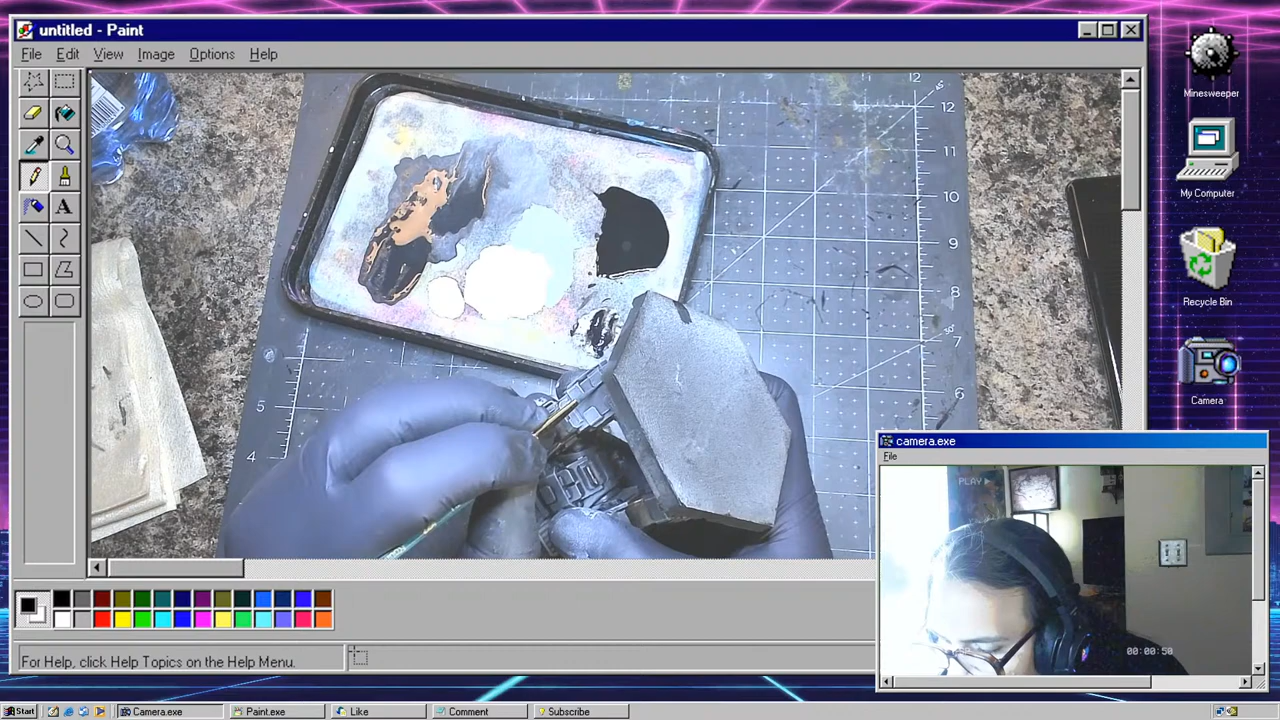 untitled - Paint
File Edit View Image Options Help
12
12
11
10
9
8
7
6
5
4
For Help, click Help Topics on the Help Menu.
Minesweeper
My Computer
Recycle Bin
Camera
camera.exe
File
PLAY
00:00:50
Start
Camera.exe
Paint.exe
Like
Comment
Subscribe